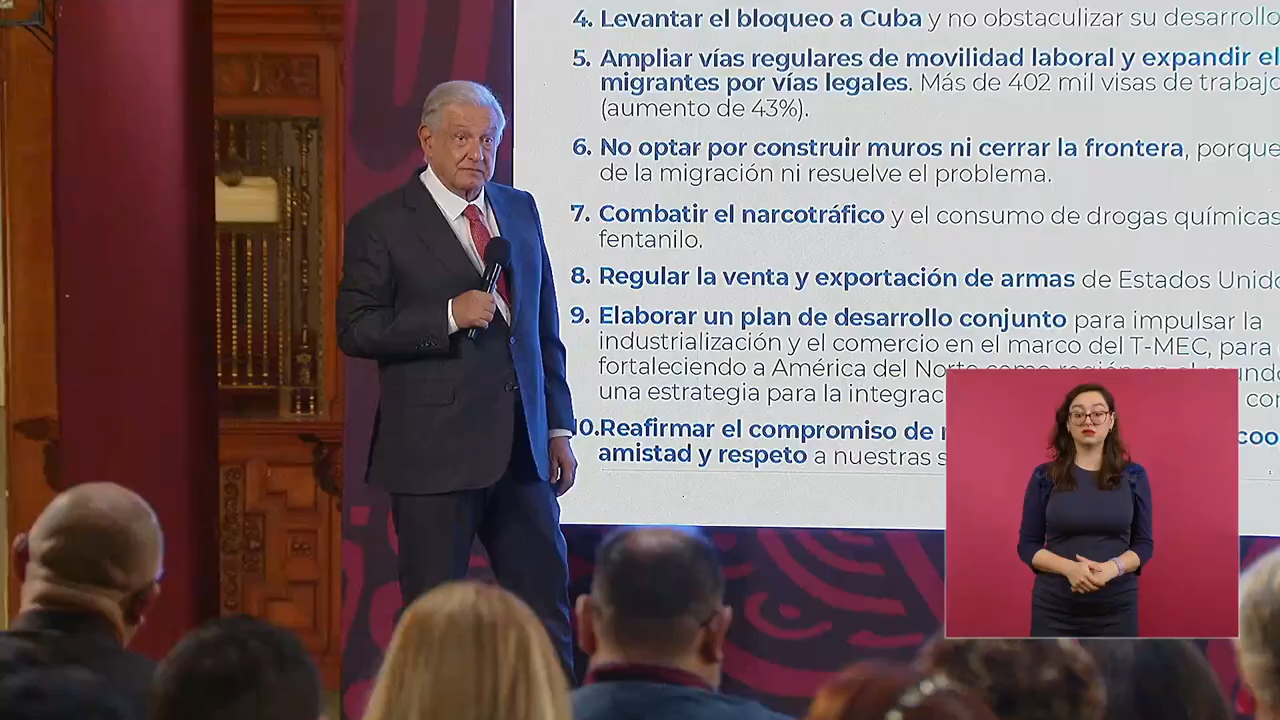 4. Levantar el bloqueo a Cuba y no obstaculizar su desarrollo
5. Ampliar vías regulares de movilidad laboral y expandir el
migrantes por vías legales. Más de 402 mil visas de trabajo
(aumento de 43%).
6. No optar por construir muros ni cerrar la frontera, porque
de la migración ni resuelve el problema.
7. Combatir el narcotráfico y el consumo de drogas químicas
fentanilo.
8. Regular la venta y exportación de armas de Estados
9. Elaborar un plan de desarrollo conjunto para impulsar la
industrialización y el comercio en el marco del T-MEC, para
fortaleciendo a América del Norte como región en el
una estrategia para la
10.Reafirmar el compromiso de
amistad y respeto a nuestras